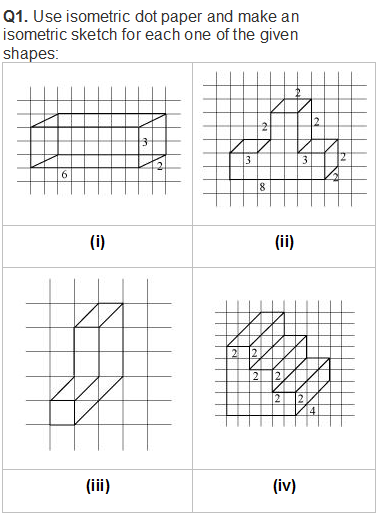 Q1. Use isometric dot paper and make an
isometric sketch for each one of the given
shapes:
3
2
6
(i)
2
2
2
3
3
2
2
8
(ii)
(iii)
2
2
2
2
2
2
4
(iv)